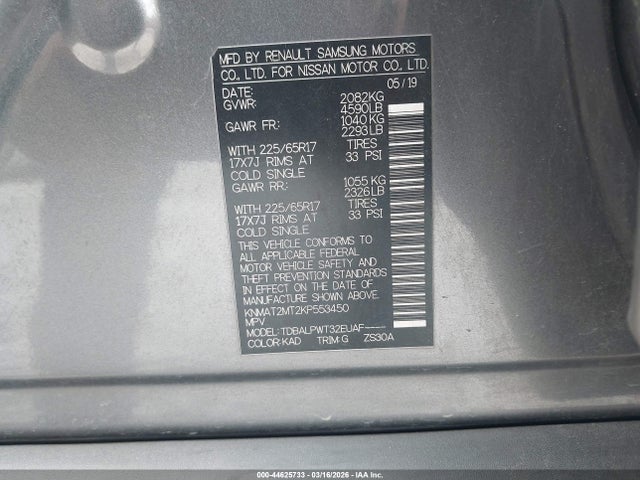 MFD BY RENAULT SAMSUNG MOTORS
CO., LTD. FOR NISSAN MOTOR CO., LTD.
DATE: 05/19
GVWR: 2082KG
4590LB
GAWR FR: 1040 KG
2293LB
WITH 225/65R17 TIRES
17X7J RIMS AT 33 PSI
COLD SINGLE
GAWR RR: 1055 KG
2326LB
WITH 225/65R17 TIRES
17X7J RIMS AT 33 PSI
COLD SINGLE
THIS VEHICLE CONFORMS TO
ALL APPLICABLE FEDERAL
MOTOR VEHICLE SAFETY AND
THEFT PREVENTION STANDARDS
IN EFFECT ON THE DATE OF
MANUFACTURE SHOWN ABOVE.
KNMAT2MT2KP553450
MPV
MODEL: TDBALPWT32EUAF-----
COLOR: KAD TRIM: G ZS30A
000-44625733 - 03/16/2026 - IAA Inc.